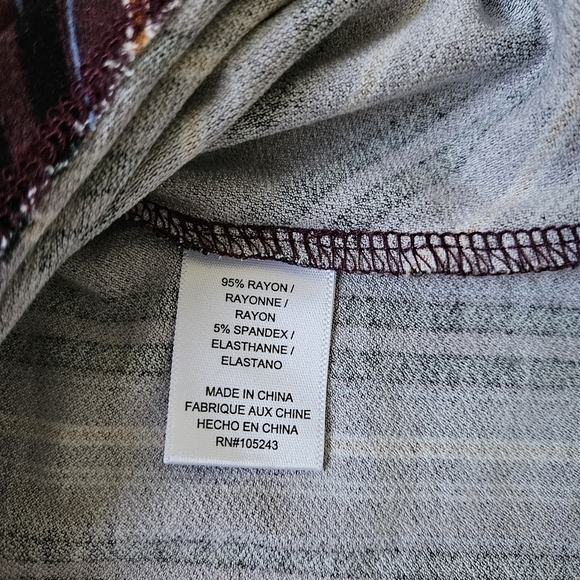 95% RAYON /
RAYONNE /
RAYON
5% SPANDEX /
ELASTHANNE /
ELASTANO
MADE IN CHINA
FABRIQUE AUX CHINE
HECHO EN CHINA
RN#105243